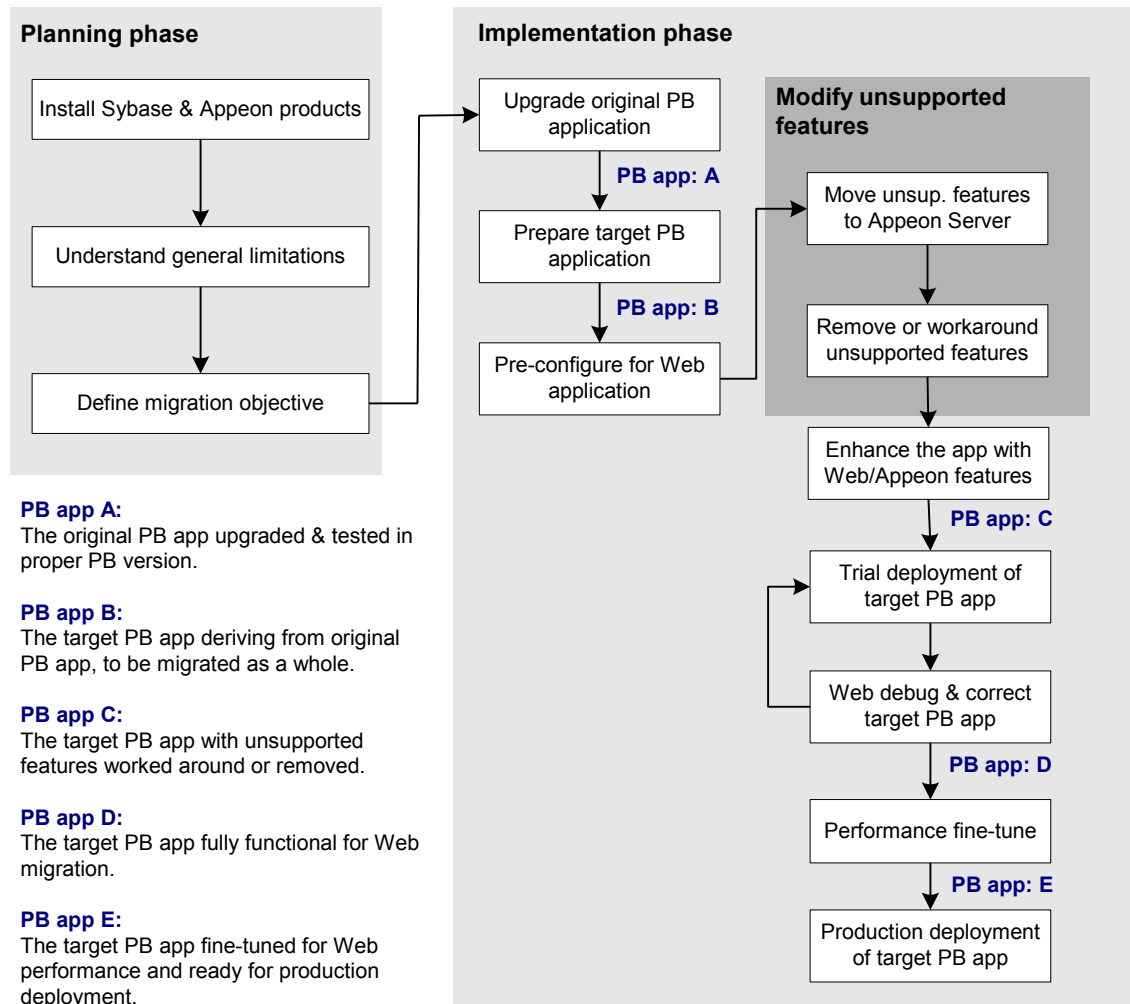 Planning phase
Install Sybase & Appeon products
Understand general limitations
Define migration objective
PB app A:
The original PB app upgraded & tested in
proper PB version.
PB app B:
The target PB app deriving from original
PB app, to be migrated as a whole.
PB app C:
The target PB app with unsupported
features worked around or removed.
PB app D:
The target PB app fully functional for Web
migration.
PB app E:
The target PB app fine-tuned for Web
performance and ready for production
deployment.
Implementation phase
Upgrade original PB
application
PB app: A
Prepare target PB
application
PB app: B
Pre-configure for Web
application
Modify unsupported
features
Move unsup. features
to Appeon Server
Remove or workaround
unsupported features
Enhance the app with
Web/Appeon features
PB app: C
Trial deployment of
target PB app
Web debug & correct
target PB app
PB app: D
Performance fine-tune
PB app: E
Production deployment
of target PB app